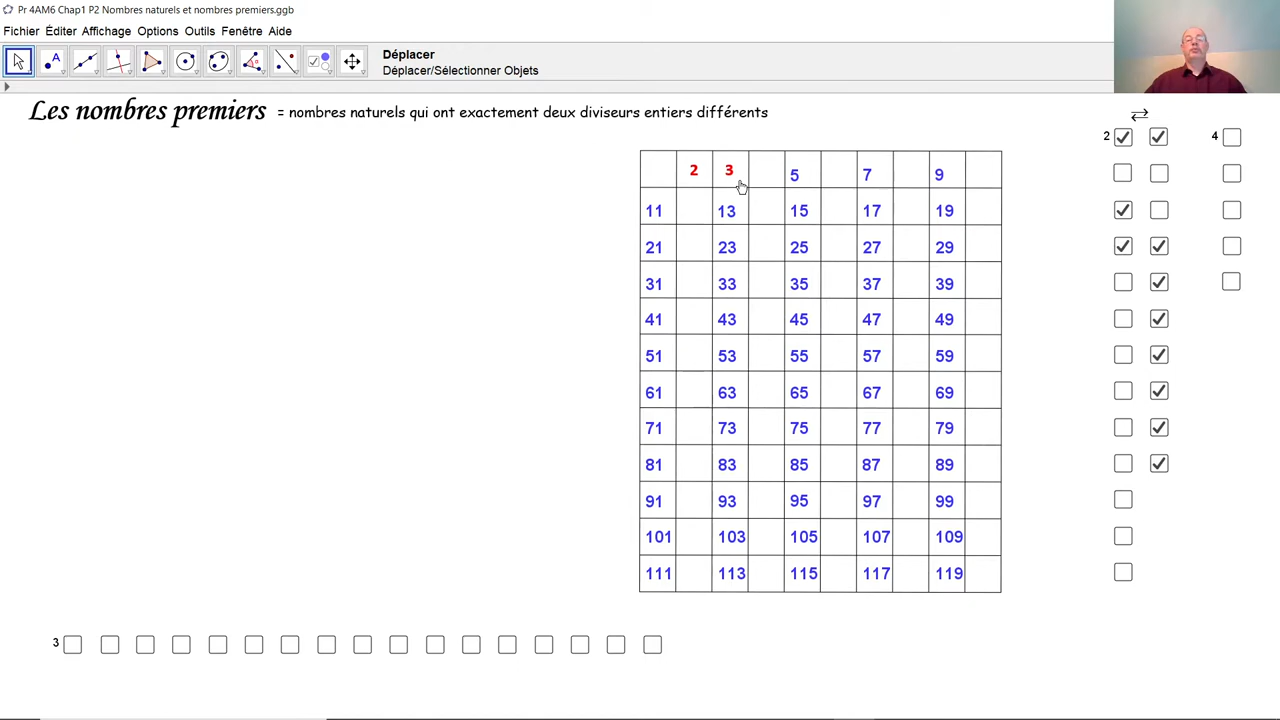 Pr 4AM6 Chap1 P2 Nombres naturels et nombres premiers.ggb
Fichier Éditer Affichage Options Outils Fenêtre Aide
Déplacer
Déplacer/Sélectionner Objets
Les nombres premiers = nombres naturels qui ont exactement deux diviseurs entiers différents
2 4
2 3 5 7 9
11 13 15 17 19
21 23 25 27 29
31 33 35 37 39
41 43 45 47 49
51 53 55 57 59
61 63 65 67 69
71 73 75 77 79
81 83 85 87 89
91 93 95 97 99
101 103 105 107 109
111 113 115 117 119
3